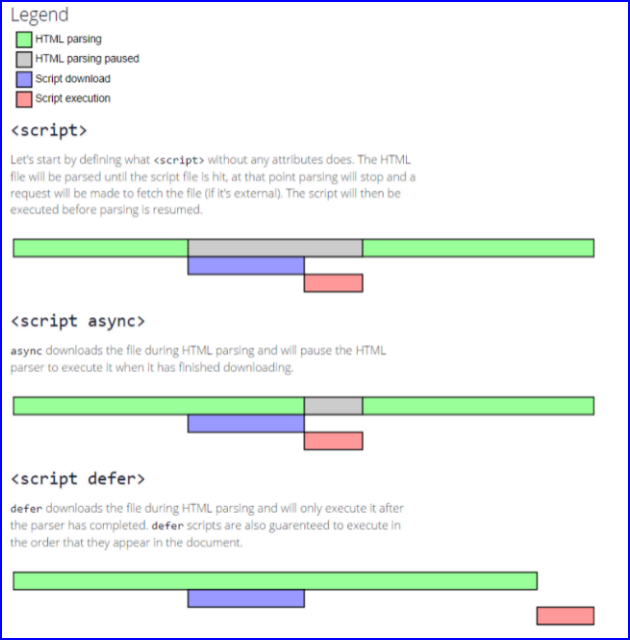 Legend
HTML parsing
HTML parsing paused
Script download
Script execution
<script>
Let's start by defining what <script> without any attributes does. The HTML
file will be parsed until the script file is hit, at that point parsing will stop and a
request will be made to fetch the file (if it's external). The script will then be
executed before parsing is resumed.
<script async>
async downloads the file during HTML parsing and will pause the HTML
parser to execute it when it has finished downloading.
<script defer>
defer downloads the file during HTML parsing and will only execute it after
the parser has completed. defer scripts are also guarenteed to execute in
the order that they appear in the document.